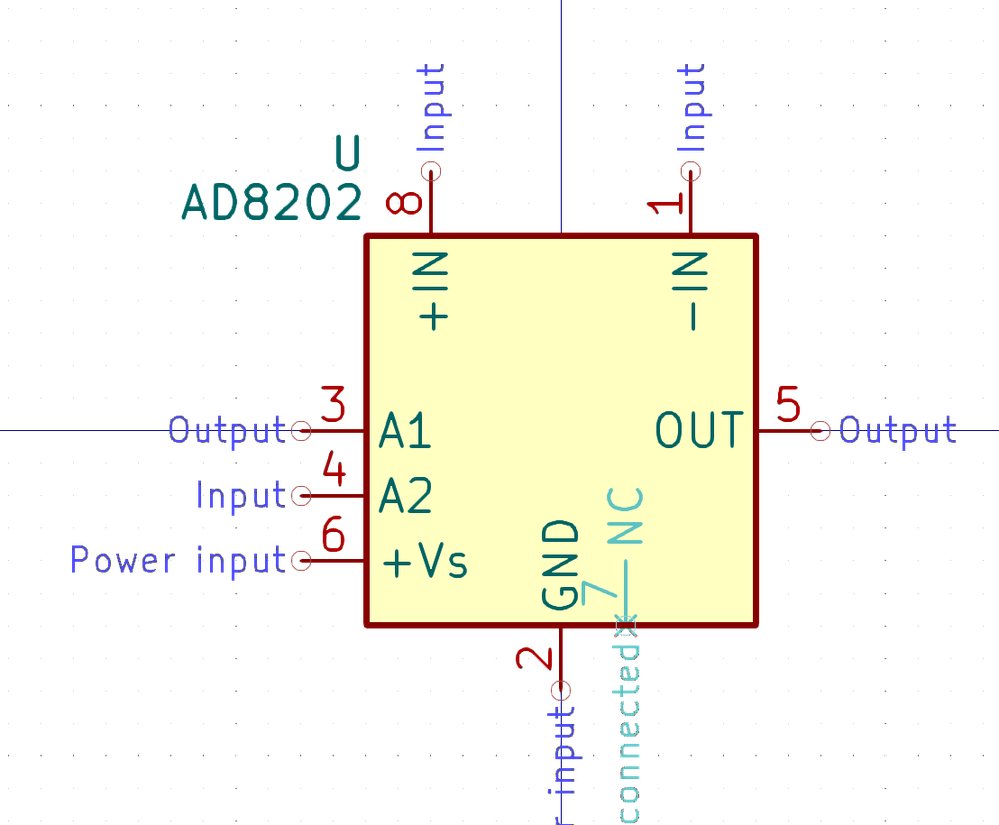 Input
Input
U
AD8202
8
1
+IN
-IN
Output
3
A1
OUT
5
Output
Input
4
A2
NC
Power input
6
+Vs
GND
7
2
r input
connected